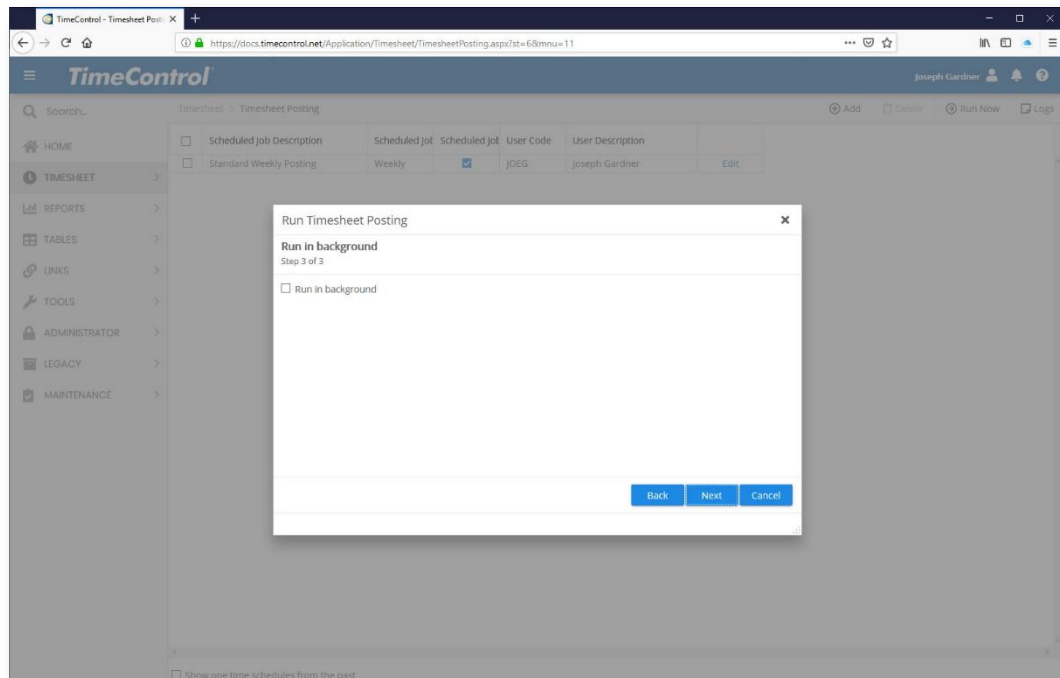 TimeControl - Timesheet Posti
https://docs.timecontrol.net/Application/Timesheet/TimesheetPosting.aspx?st=6&mnu=11
TimeControl
Joseph Gardner
Search...
Timesheet > Timesheet Posting
Add
Delete
Run Now
Logs
Scheduled Job Description Scheduled Jot Scheduled Jot User Code User Description
Standard Weekly Posting Weekly JOEG Joseph Gardner Edit
HOME
TIMESHEET
REPORTS
TABLES
LINKS
TOOLS
ADMINISTRATOR
LEGACY
MAINTENANCE
Run Timesheet Posting
Run in background
Step 3 of 3
Run in background
Back Next Cancel
Show one time schedules from the past